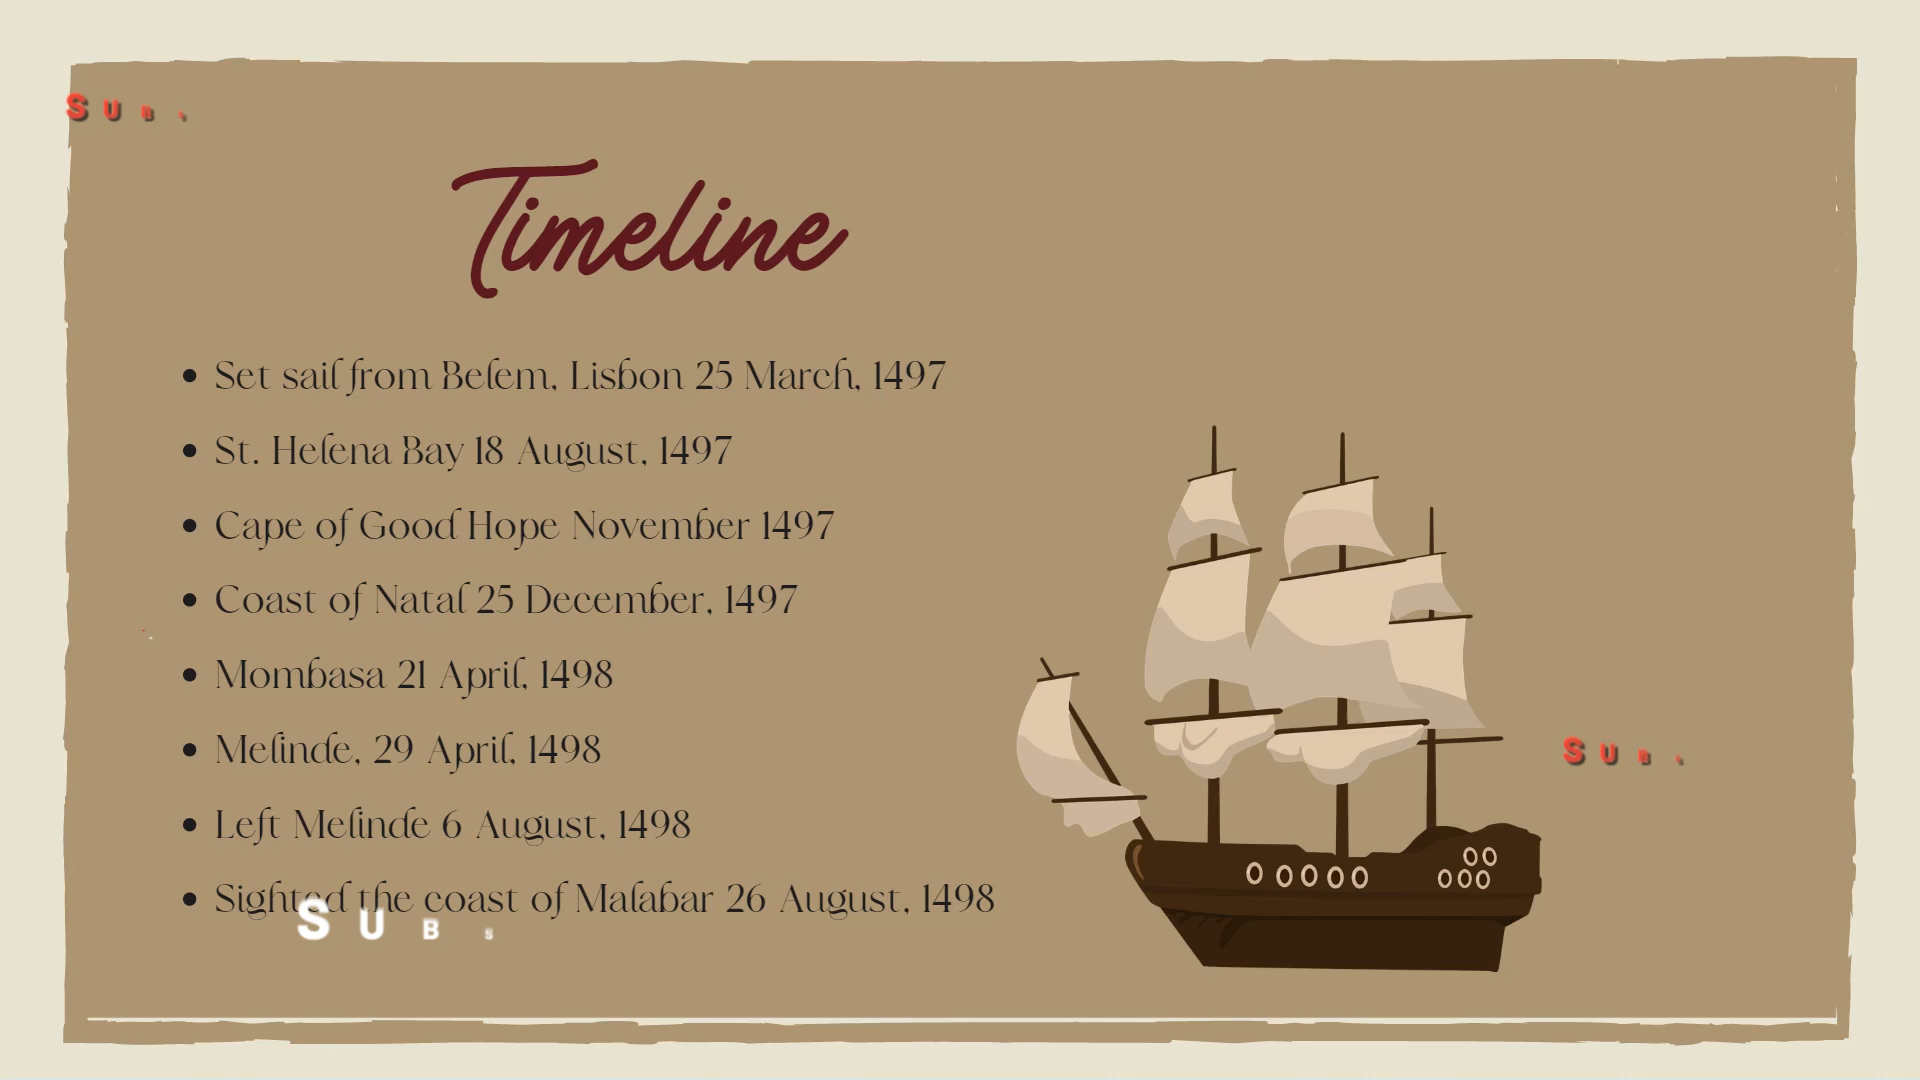 Timeline
• Set sail from Belem, Lisbon 25 March, 1497
• St. Helena Bay 18 August, 1497
• Cape of Good Hope November 1497
• Coast of Natal 25 December, 1497
• Mombasa 21 April, 1498
• Melinde, 29 April, 1498
• Left Melinde 6 August, 1498
• Sighted the coast of Malabar 26 August, 1498
SUBS